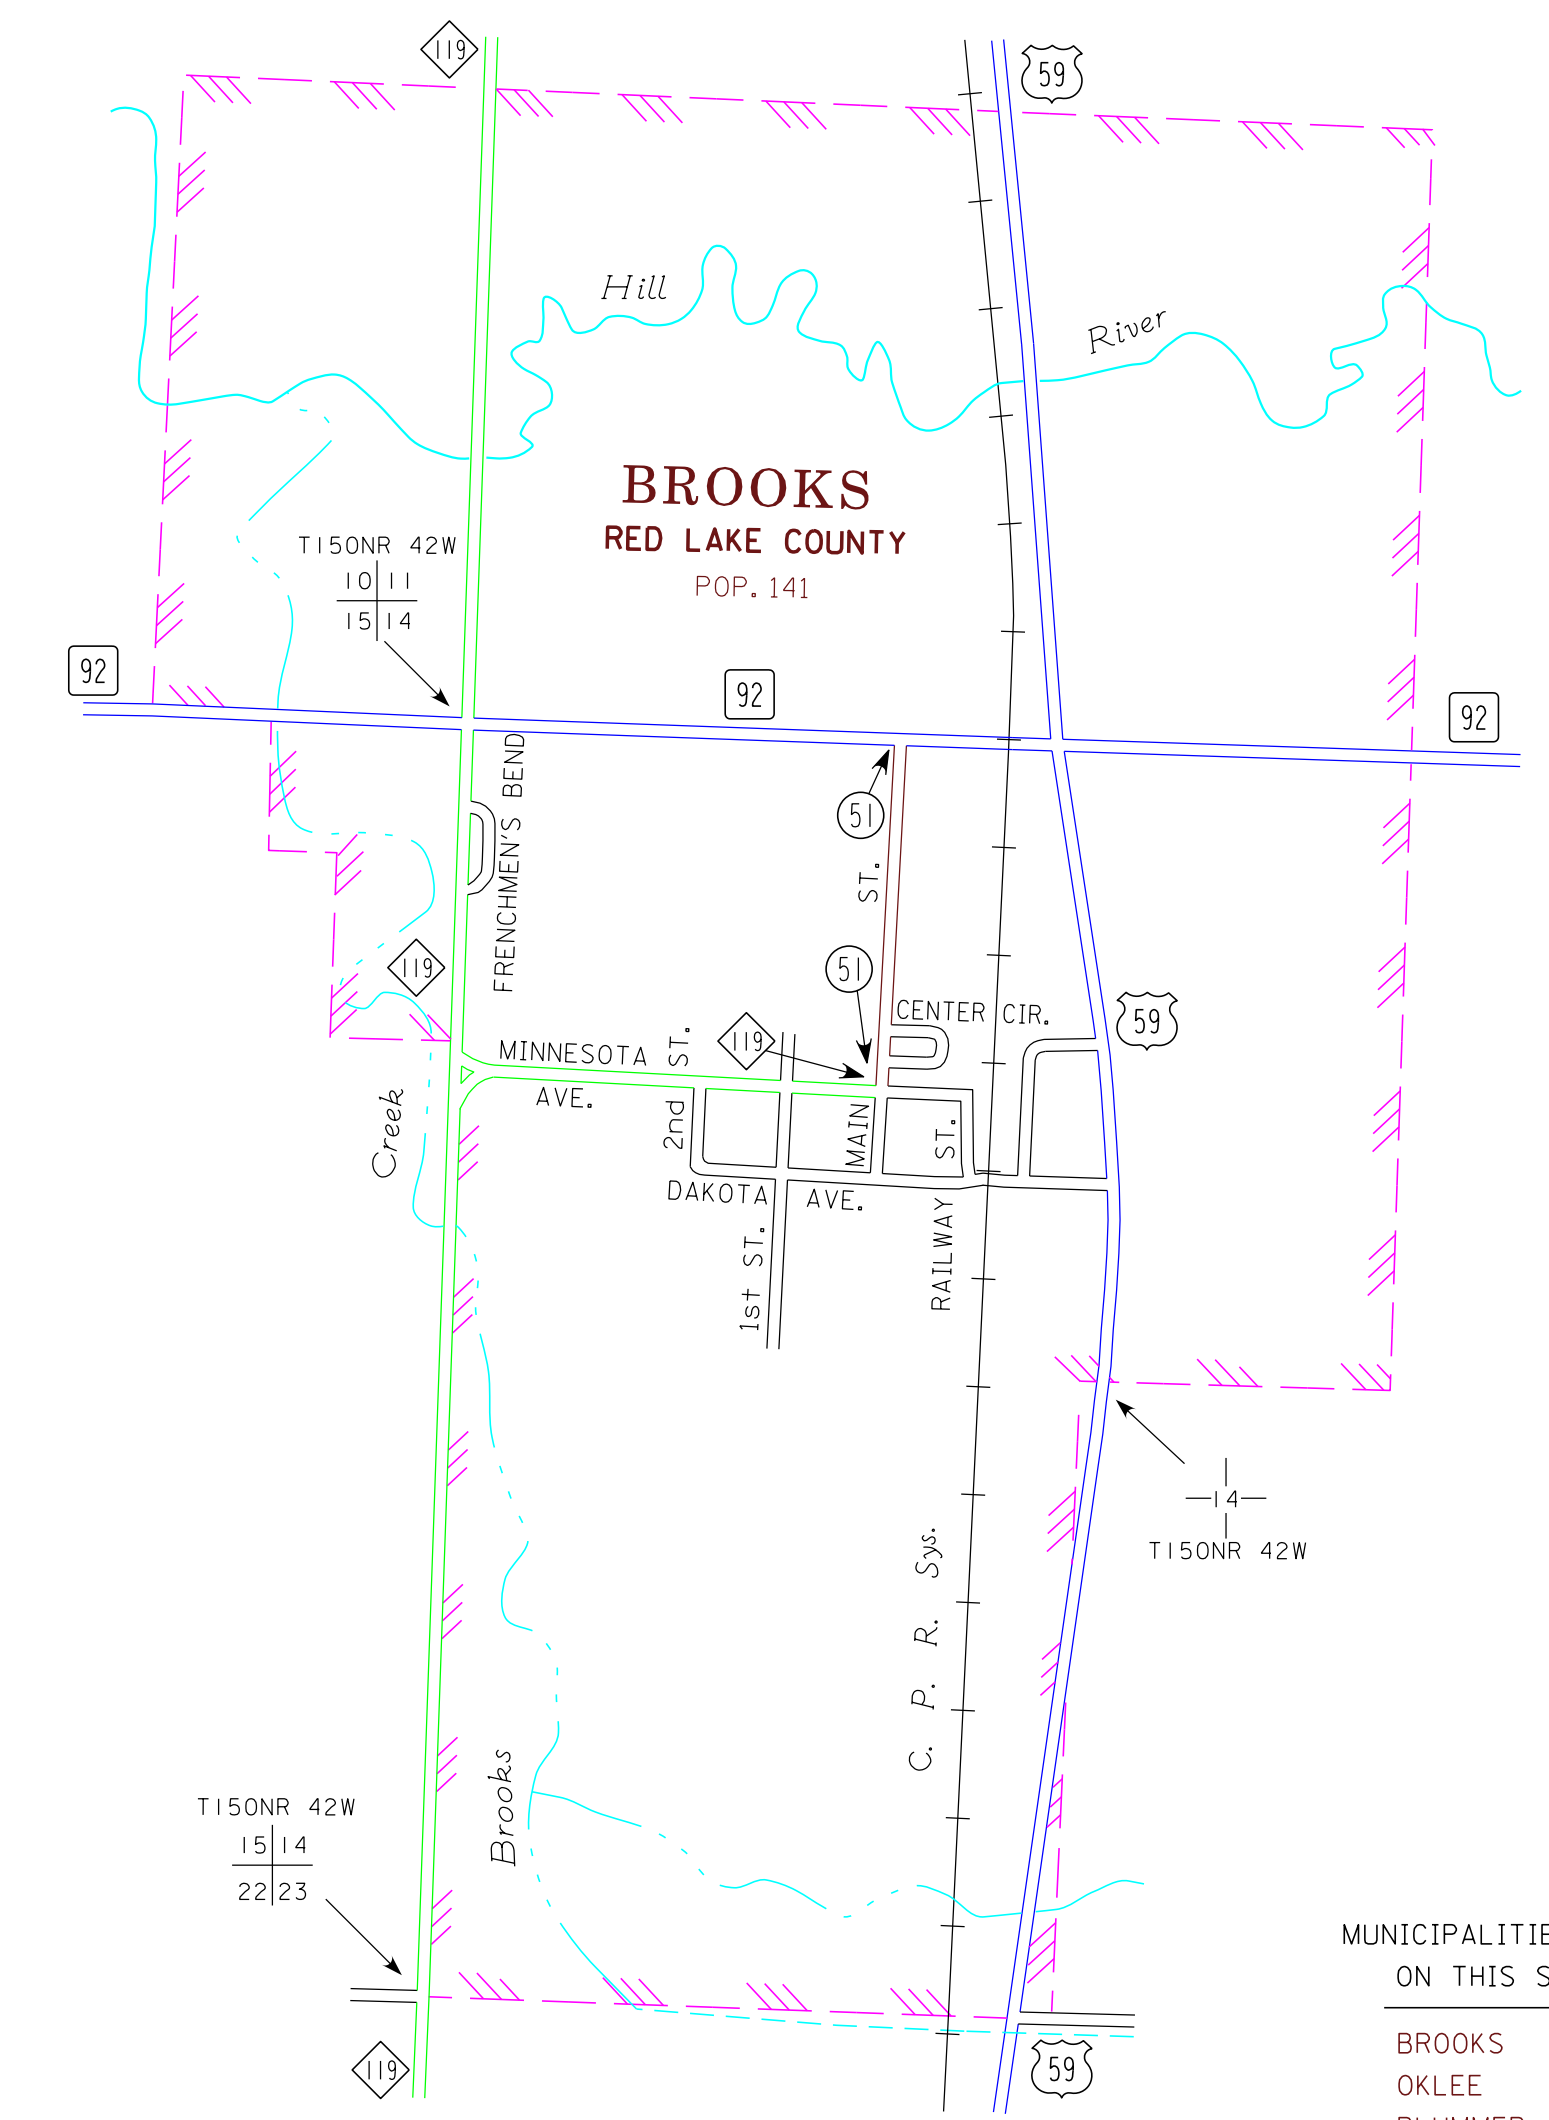 119
59
Hill
River
BROOKS
RED LAKE COUNTY
POP. 141
T150NR 42W
10 11
15 14
92
92
92
FRENCHMEN'S BEND
51
ST.
51
119
CENTER CIR.
59
119
MINNESOTA
AVE.
ST.
2nd
MAIN
ST.
Creek
DAKOTA AVE.
1st ST.
RAILWAY
14
T150NR 42W
C. P. R. Sys.
Brooks
T150NR 42W
15 14
22 23
119
59
MUNICIPALITIE
ON THIS S
BROOKS
OKLEE